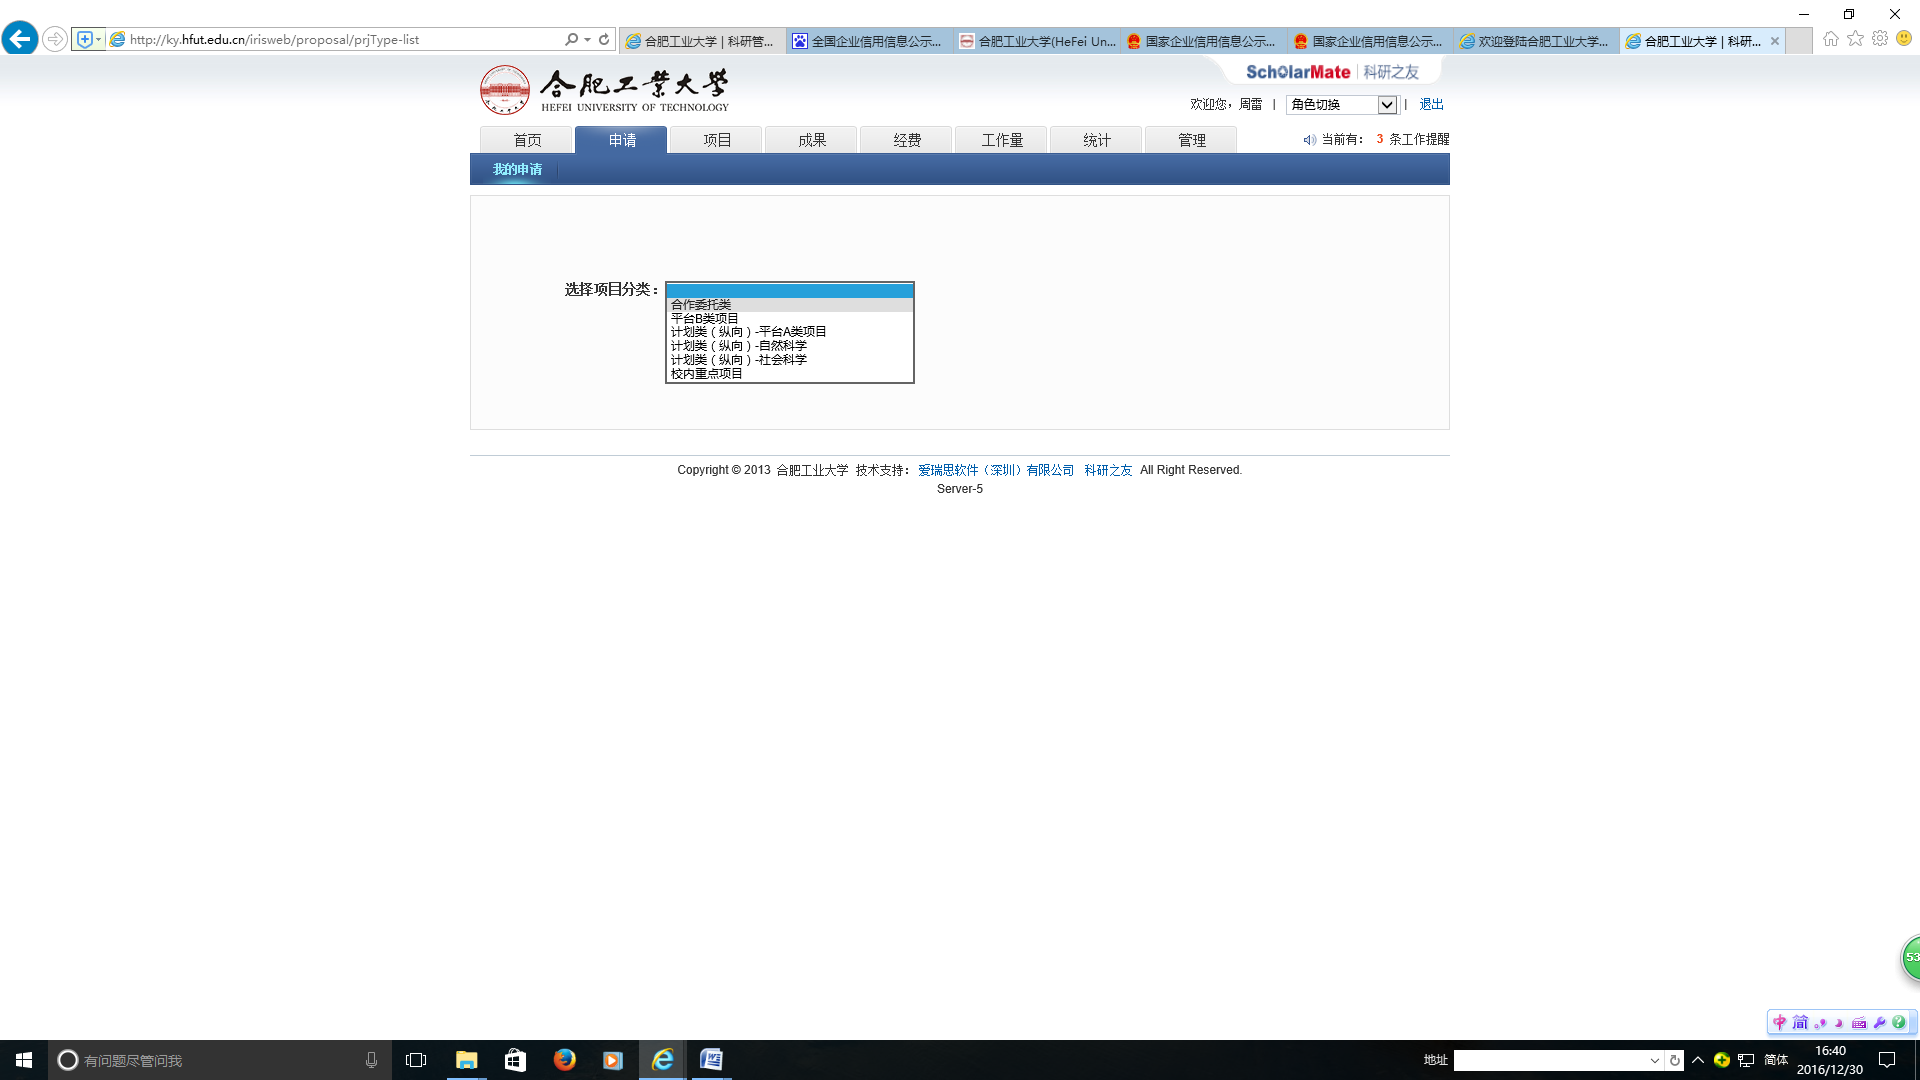 http://ky.hfut.edu.cn/irisweb/proposal/prjType-list
合肥工业大学 | 科研管...
全国企业信用信息公示...
合肥工业大学(HeFei Un...
国家企业信用信息公示...
国家企业信用信息公示...
欢迎登陆合肥工业大学...
合肥工业大学 | 科研...
合肥工業大學
HEFEI UNIVERSITY OF TECHNOLOGY
ScholarMate | 科研之友
欢迎您，周雷 | 角色切换 | 退出
首页 申请 项目 成果 经费 工作量 统计 管理
当前有： 3 条工作提醒
我的申请
选择项目分类：
合作委托类
平台B类项目
计划类（纵向）-平台A类项目
计划类（纵向）-自然科学
计划类（纵向）-社会科学
校内重点项目
Copyright © 2013 合肥工业大学 技术支持： 爱瑞思软件（深圳）有限公司 科研之友 All Right Reserved.
Server-5
53
中 简
有问题尽管问我
地址
简体
16:40
2016/12/30